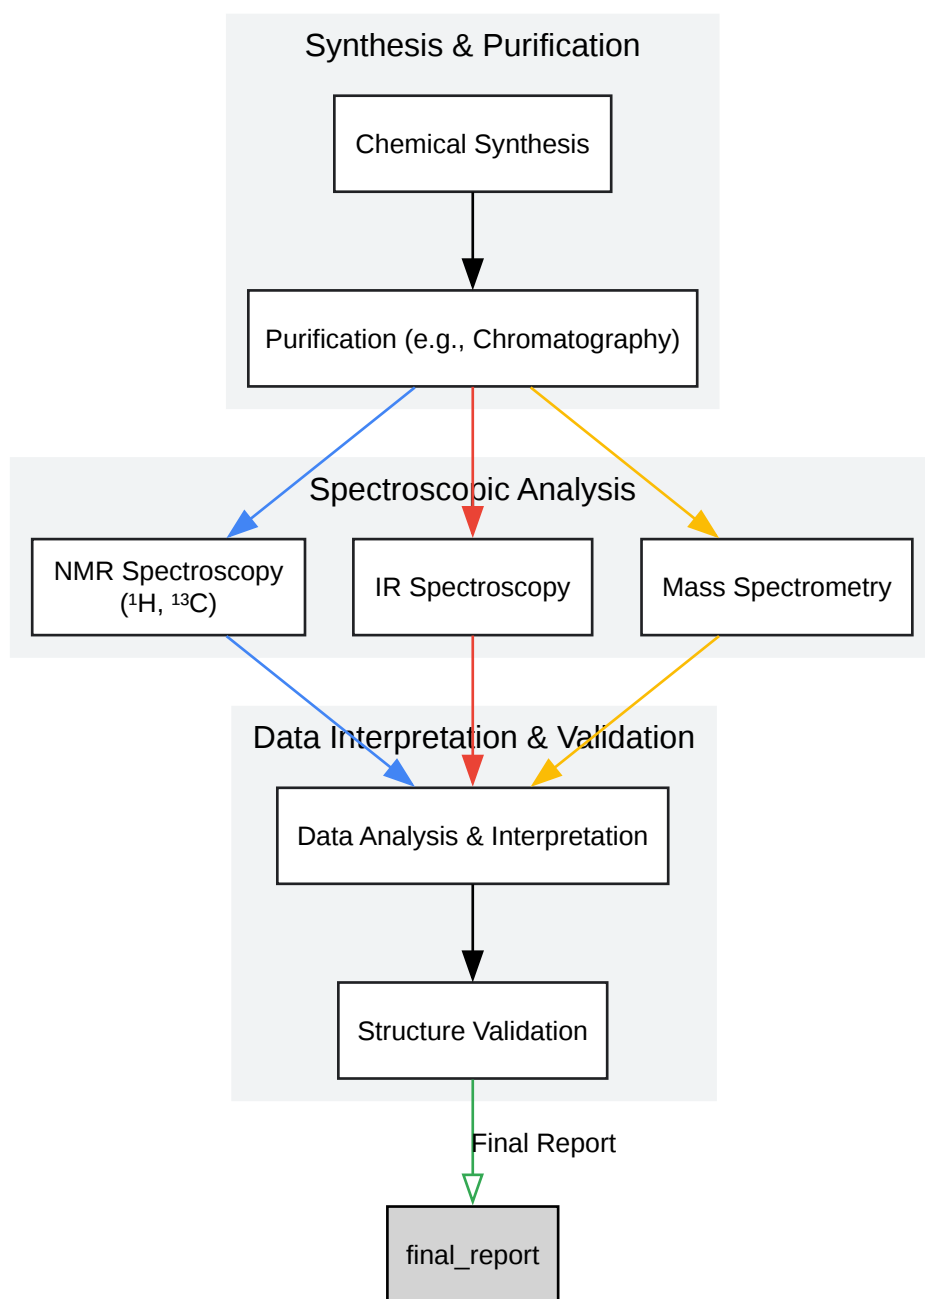 Synthesis & Purification
Chemical Synthesis
Purification (e.g., Chromatography)
Spectroscopic Analysis
NMR Spectroscopy
(¹H, ¹³C)
IR Spectroscopy
Mass Spectrometry
Data Interpretation & Validation
Data Analysis & Interpretation
Structure Validation
Final Report
final_report